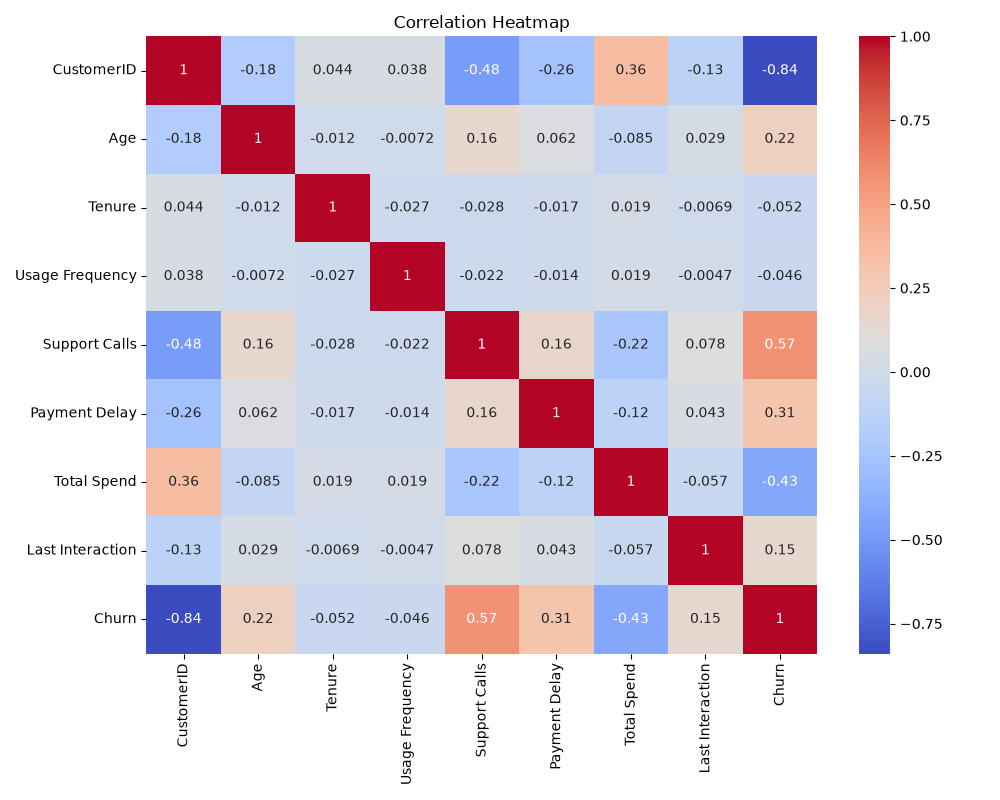 Correlation Heatmap
CustomerID 1 -0.18 0.044 0.038 -0.48 -0.26 0.36 -0.13 -0.84
Age -0.18 1 -0.012 -0.0072 0.16 0.062 -0.085 0.029 0.22
Tenure 0.044 -0.012 1 -0.027 -0.028 -0.017 0.019 -0.0069 -0.052
Usage Frequency 0.038 -0.0072 -0.027 1 -0.022 -0.014 0.019 -0.0047 -0.046
Support Calls -0.48 0.16 -0.028 -0.022 1 0.16 -0.22 0.078 0.57
Payment Delay -0.26 0.062 -0.017 -0.014 0.16 1 -0.12 0.043 0.31
Total Spend 0.36 -0.085 0.019 0.019 -0.22 -0.12 1 -0.057 -0.43
Last Interaction -0.13 0.029 -0.0069 -0.0047 0.078 0.043 -0.057 1 0.15
Churn -0.84 0.22 -0.052 -0.046 0.57 0.31 -0.43 0.15 1
CustomerID
Age
Tenure
Usage Frequency
Support Calls
Payment Delay
Total Spend
Last Interaction
Churn
1.00
0.75
0.50
0.25
0.00
−0.25
−0.50
−0.75